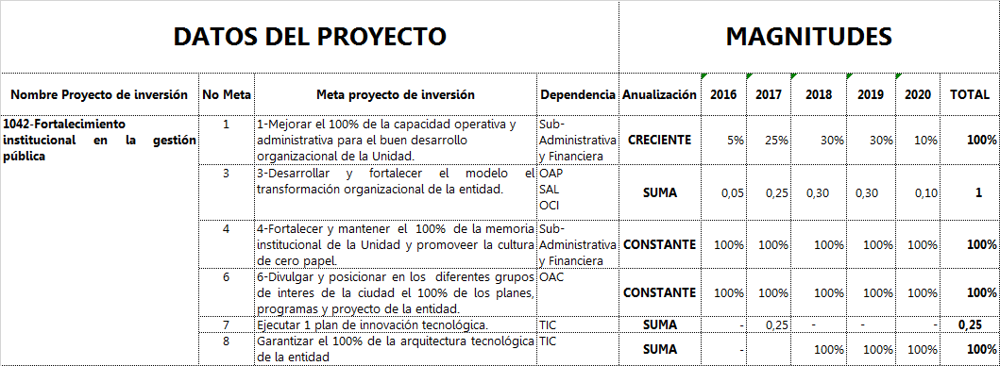 DATOS DEL PROYECTO MAGNITUDES
Nombre Proyecto de inversión No Meta Meta proyecto de inversión Dependencia Anualización 2016 2017 2018 2019 2020 TOTAL
1042-Fortalecimiento institucional en la gestión pública
1 1-Mejorar el 100% de la capacidad operativa y administrativa para el buen desarrollo organizacional de la Unidad. Sub-Administrativa y Financiera CRECIENTE 5% 25% 30% 30% 10% 100%
3 3-Desarrollar y fortalecer el modelo el transformación organizacional de la entidad. OAP SAL OCI SUMA 0,05 0,25 0,30 0,30 0,10 1
4 4-Fortalecer y mantener el 100% de la memoria institucional de la Unidad y promoveer la cultura de cero papel. Sub-Administrativa y Financiera CONSTANTE 100% 100% 100% 100% 100% 100%
6 6-Divulgar y posicionar en los diferentes grupos de interes de la ciudad el 100% de los planes, programas y proyecto de la entidad. OAC CONSTANTE 100% 100% 100% 100% 100% 100%
7 Ejecutar 1 plan de innovación tecnológica. TIC SUMA - 0,25 - - - 0,25
8 Garantizar el 100% de la arquitectura tecnológica de la entidad TIC SUMA - 100% 100% 100% 100%